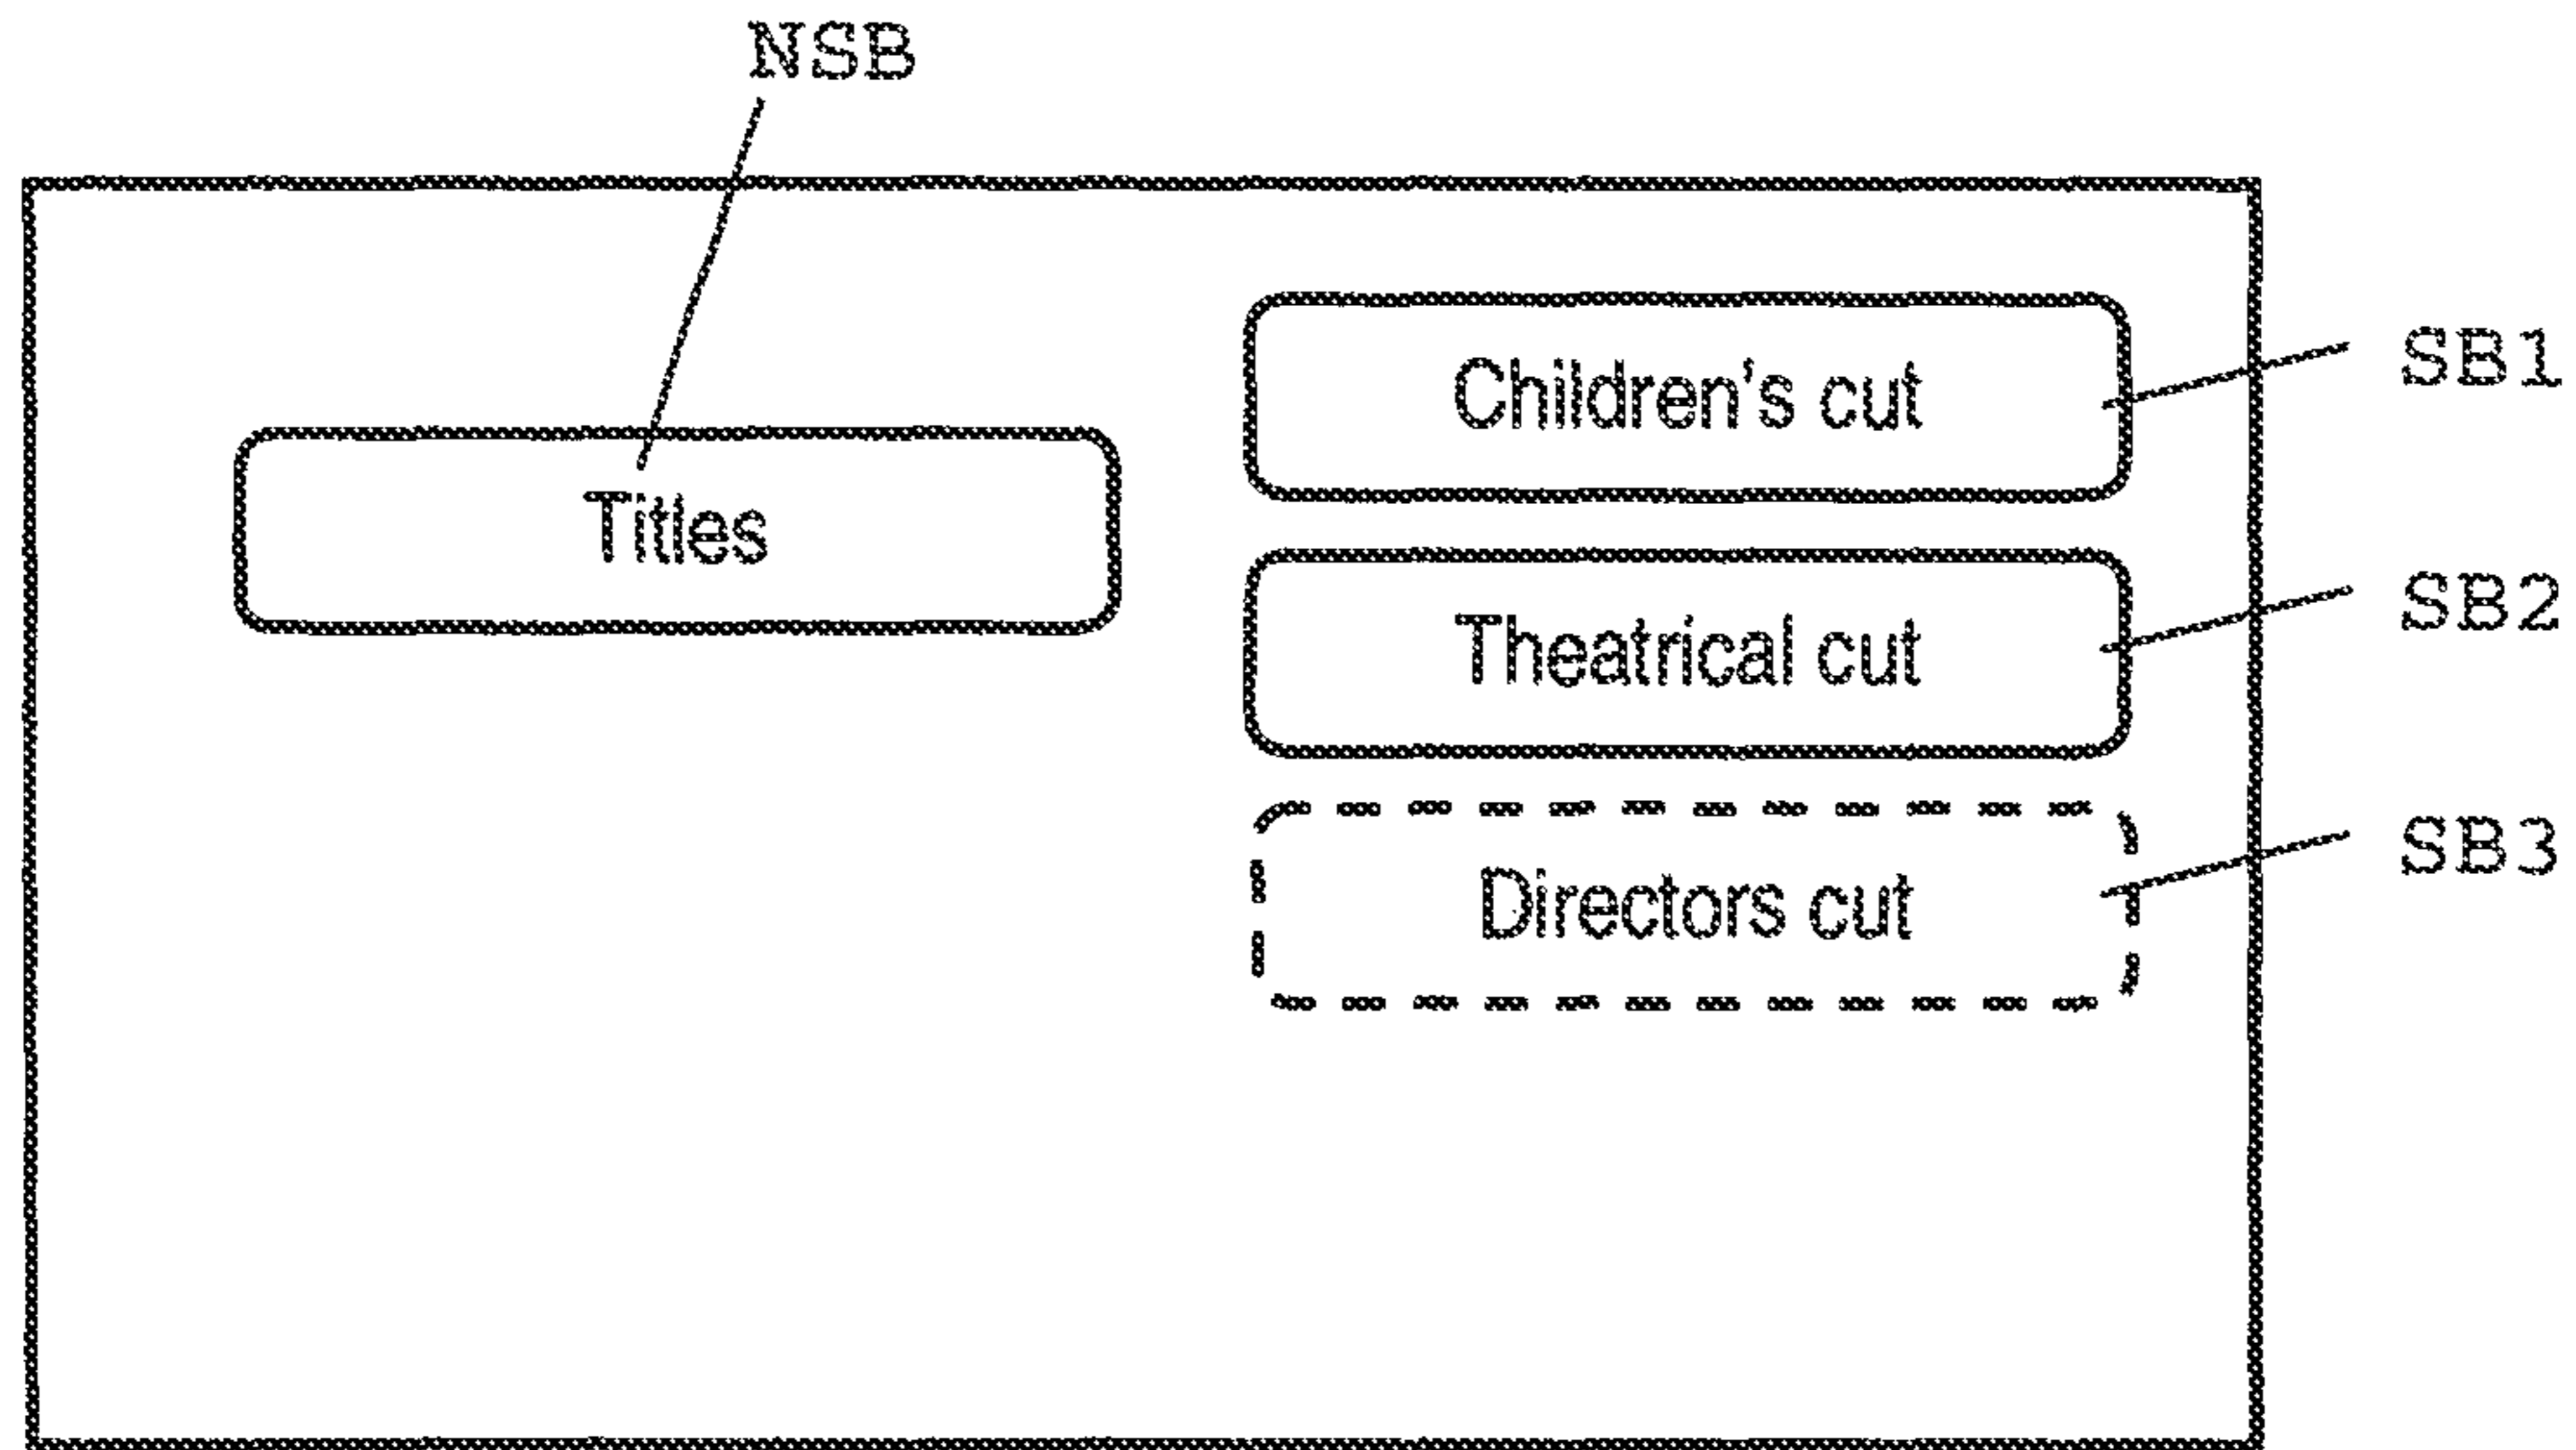 NSB
Children's cut
SB1
Titles
Theatrical cut
SB2
Directors cut
SB3